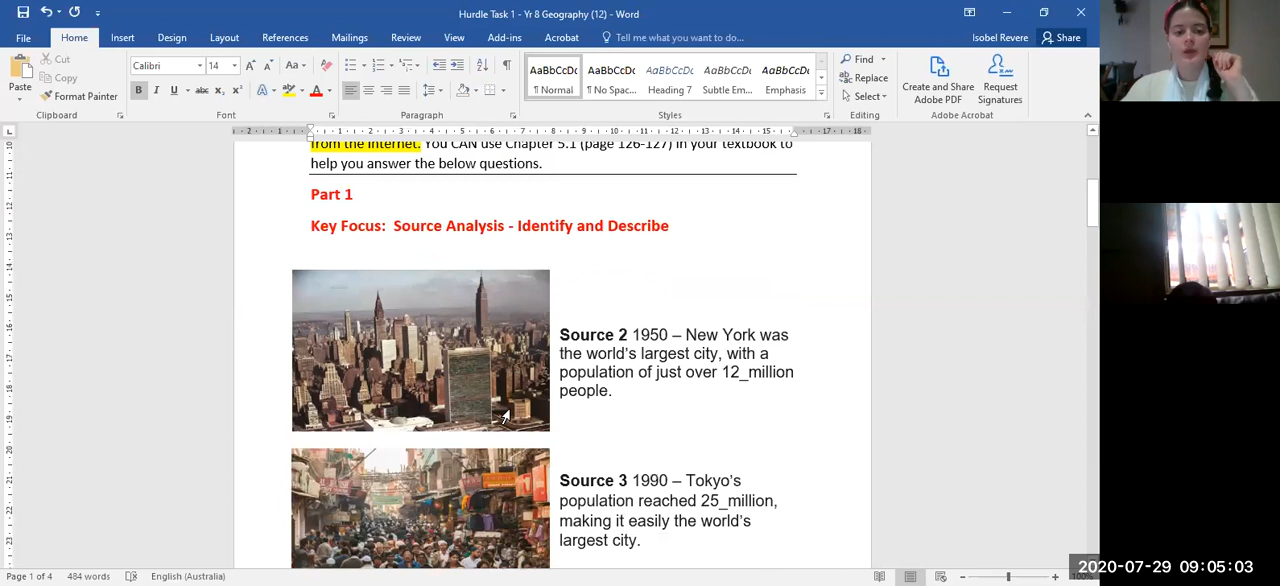 Hurdle Task 1 - Yr 8 Geography (12) - Word
File Home Insert Design Layout References Mailings Review View Add-ins Acrobat Tell me what you want to do... Isobel Revere Share
Paste
Cut
Copy
Format Painter
Clipboard
Calibri 14
Font
Paragraph
AaBbCcDc AaBbCcDc AaBbCcDc AaBbCcDc AaBbCcDc
¶ Normal ¶ No Spac... Heading 7 Subtle Em... Emphasis
Styles
Find
Replace
Select
Editing
Create and Share
Adobe PDF
Request
Signatures
Adobe Acrobat
from the internet. You CAN use Chapter 5.1 (page 126-127) in your textbook to
help you answer the below questions.
Part 1
Key Focus: Source Analysis - Identify and Describe
Source 2 1950 – New York was
the world's largest city, with a
population of just over 12_million
people.
Source 3 1990 – Tokyo's
population reached 25_million,
making it easily the world's
largest city.
Page 1 of 4 484 words English (Australia) 100%
2020-07-29 09:05:03